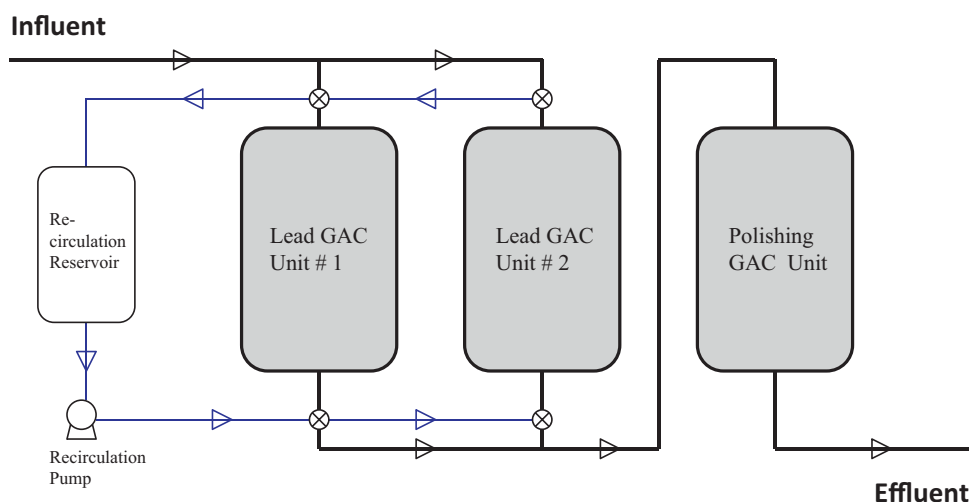 Influent
Re-
circulation
Reservoir
Lead GAC
Unit # 1
Lead GAC
Unit # 2
Polishing
GAC Unit
Recirculation
Pump
Effluent